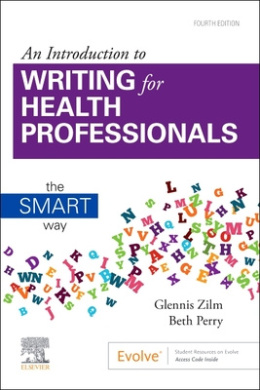 FOURTH EDITION
An Introduction to
WRITING for
HEALTH
PROFESSIONALS
the
SMART
way
Glennis Zilm
Beth Perry
ELSEVIER
Evolve
Student Resources on Evolve
Access Code Inside